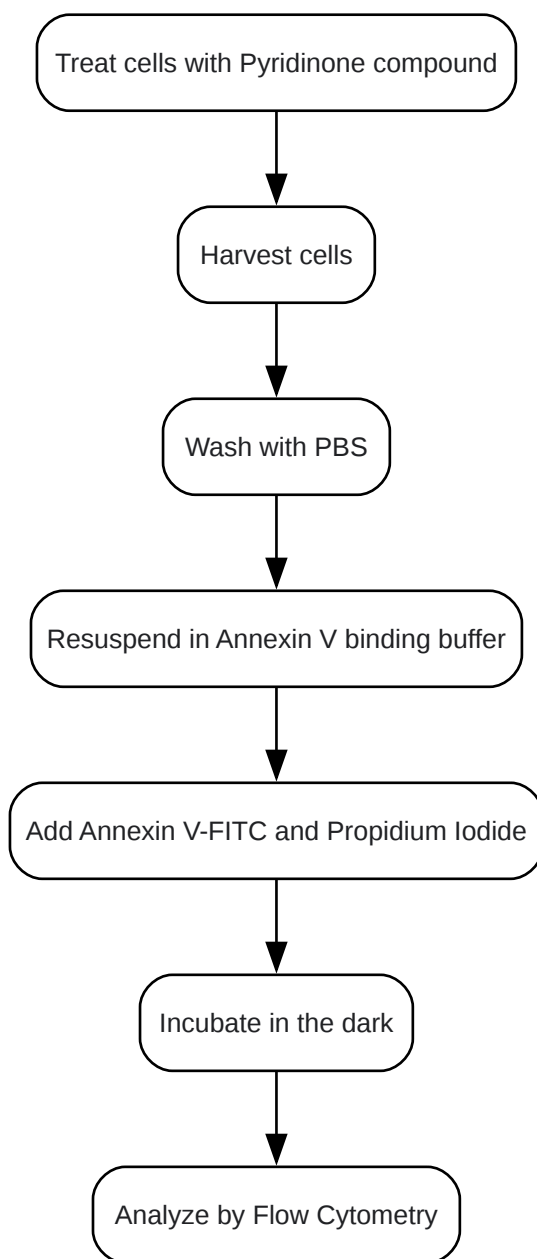 Treat cells with Pyridinone compound
Harvest cells
Wash with PBS
Resuspend in Annexin V binding buffer
Add Annexin V-FITC and Propidium Iodide
Incubate in the dark
Analyze by Flow Cytometry